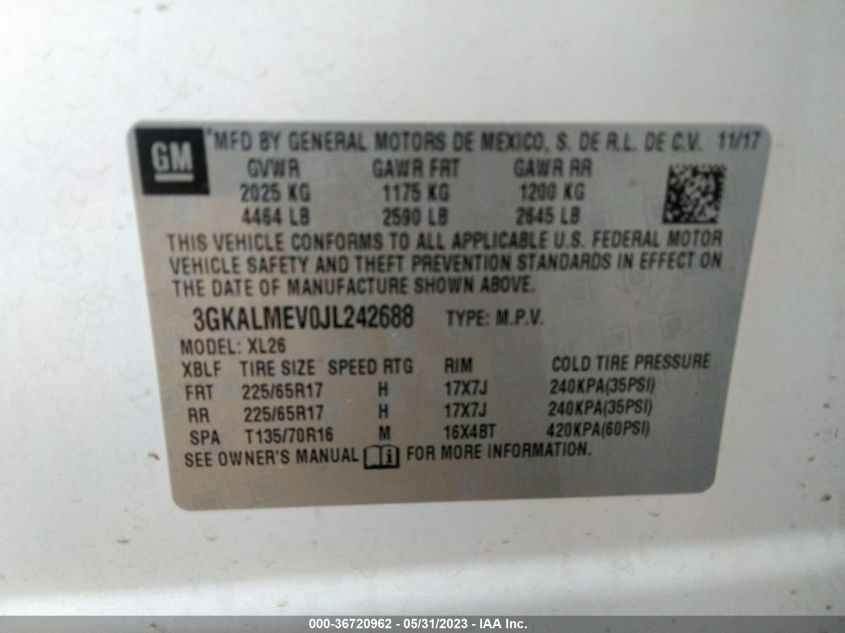 GM
MFD BY GENERAL MOTORS DE MEXICO, S. DE R.L. DE C.V. 11/17
GVWR GAWR FRT GAWR RR
2025 KG 1175 KG 1200 KG
4464 LB 2590 LB 2645 LB
THIS VEHICLE CONFORMS TO ALL APPLICABLE U.S. FEDERAL MOTOR
VEHICLE SAFETY AND THEFT PREVENTION STANDARDS IN EFFECT ON
THE DATE OF MANUFACTURE SHOWN ABOVE.
3GKALMEV0JL242688 TYPE: M.P.V.
MODEL: XL26
XBLF TIRE SIZE SPEED RTG RIM COLD TIRE PRESSURE
FRT 225/65R17 H 17X7J 240KPA(35PSI)
RR 225/65R17 H 17X7J 240KPA(35PSI)
SPA T135/70R16 M 16X4BT 420KPA(60PSI)
SEE OWNER'S MANUAL FOR MORE INFORMATION.
000-36720962 - 05/31/2023 - IAA Inc.